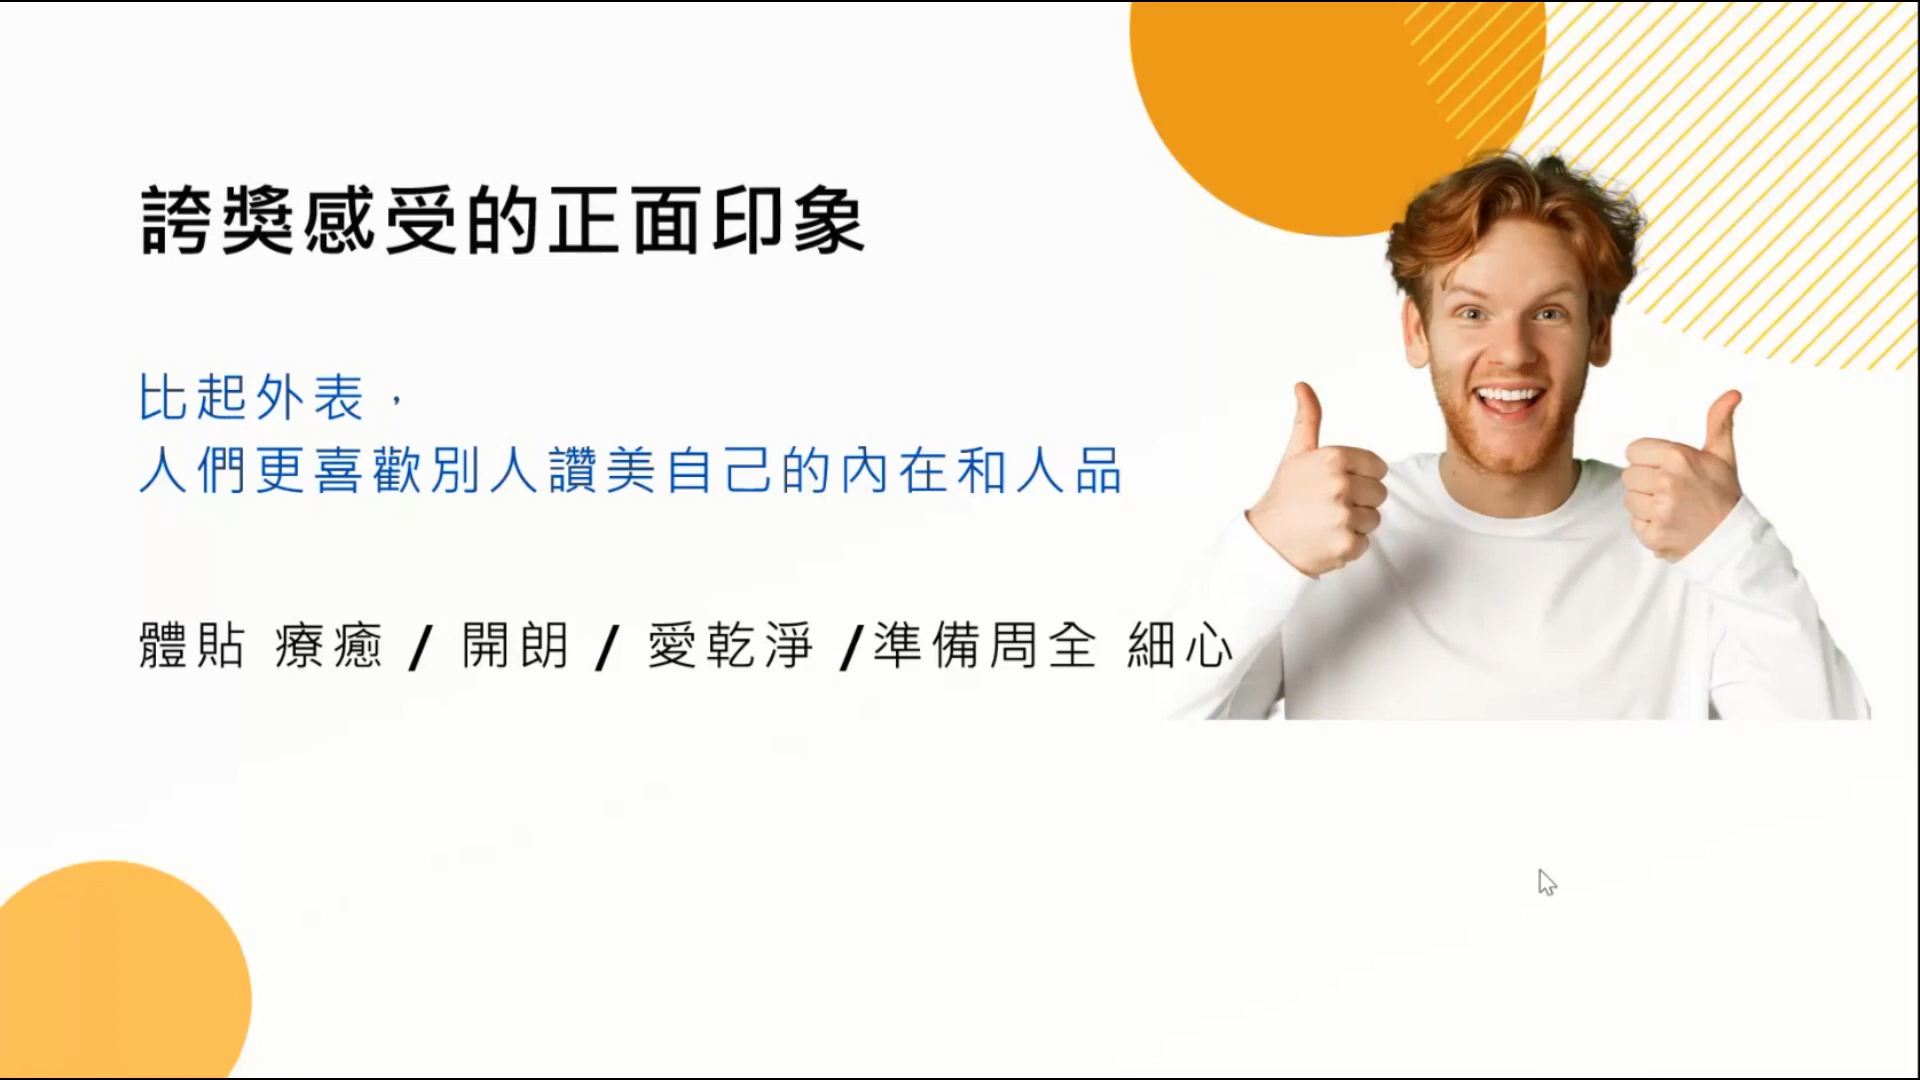 誇獎感受的正面印象
比起外表，
人們更喜歡別人讚美自己的內在和人品
體貼 療癒 / 開朗 / 愛乾淨 /準備周全 細心